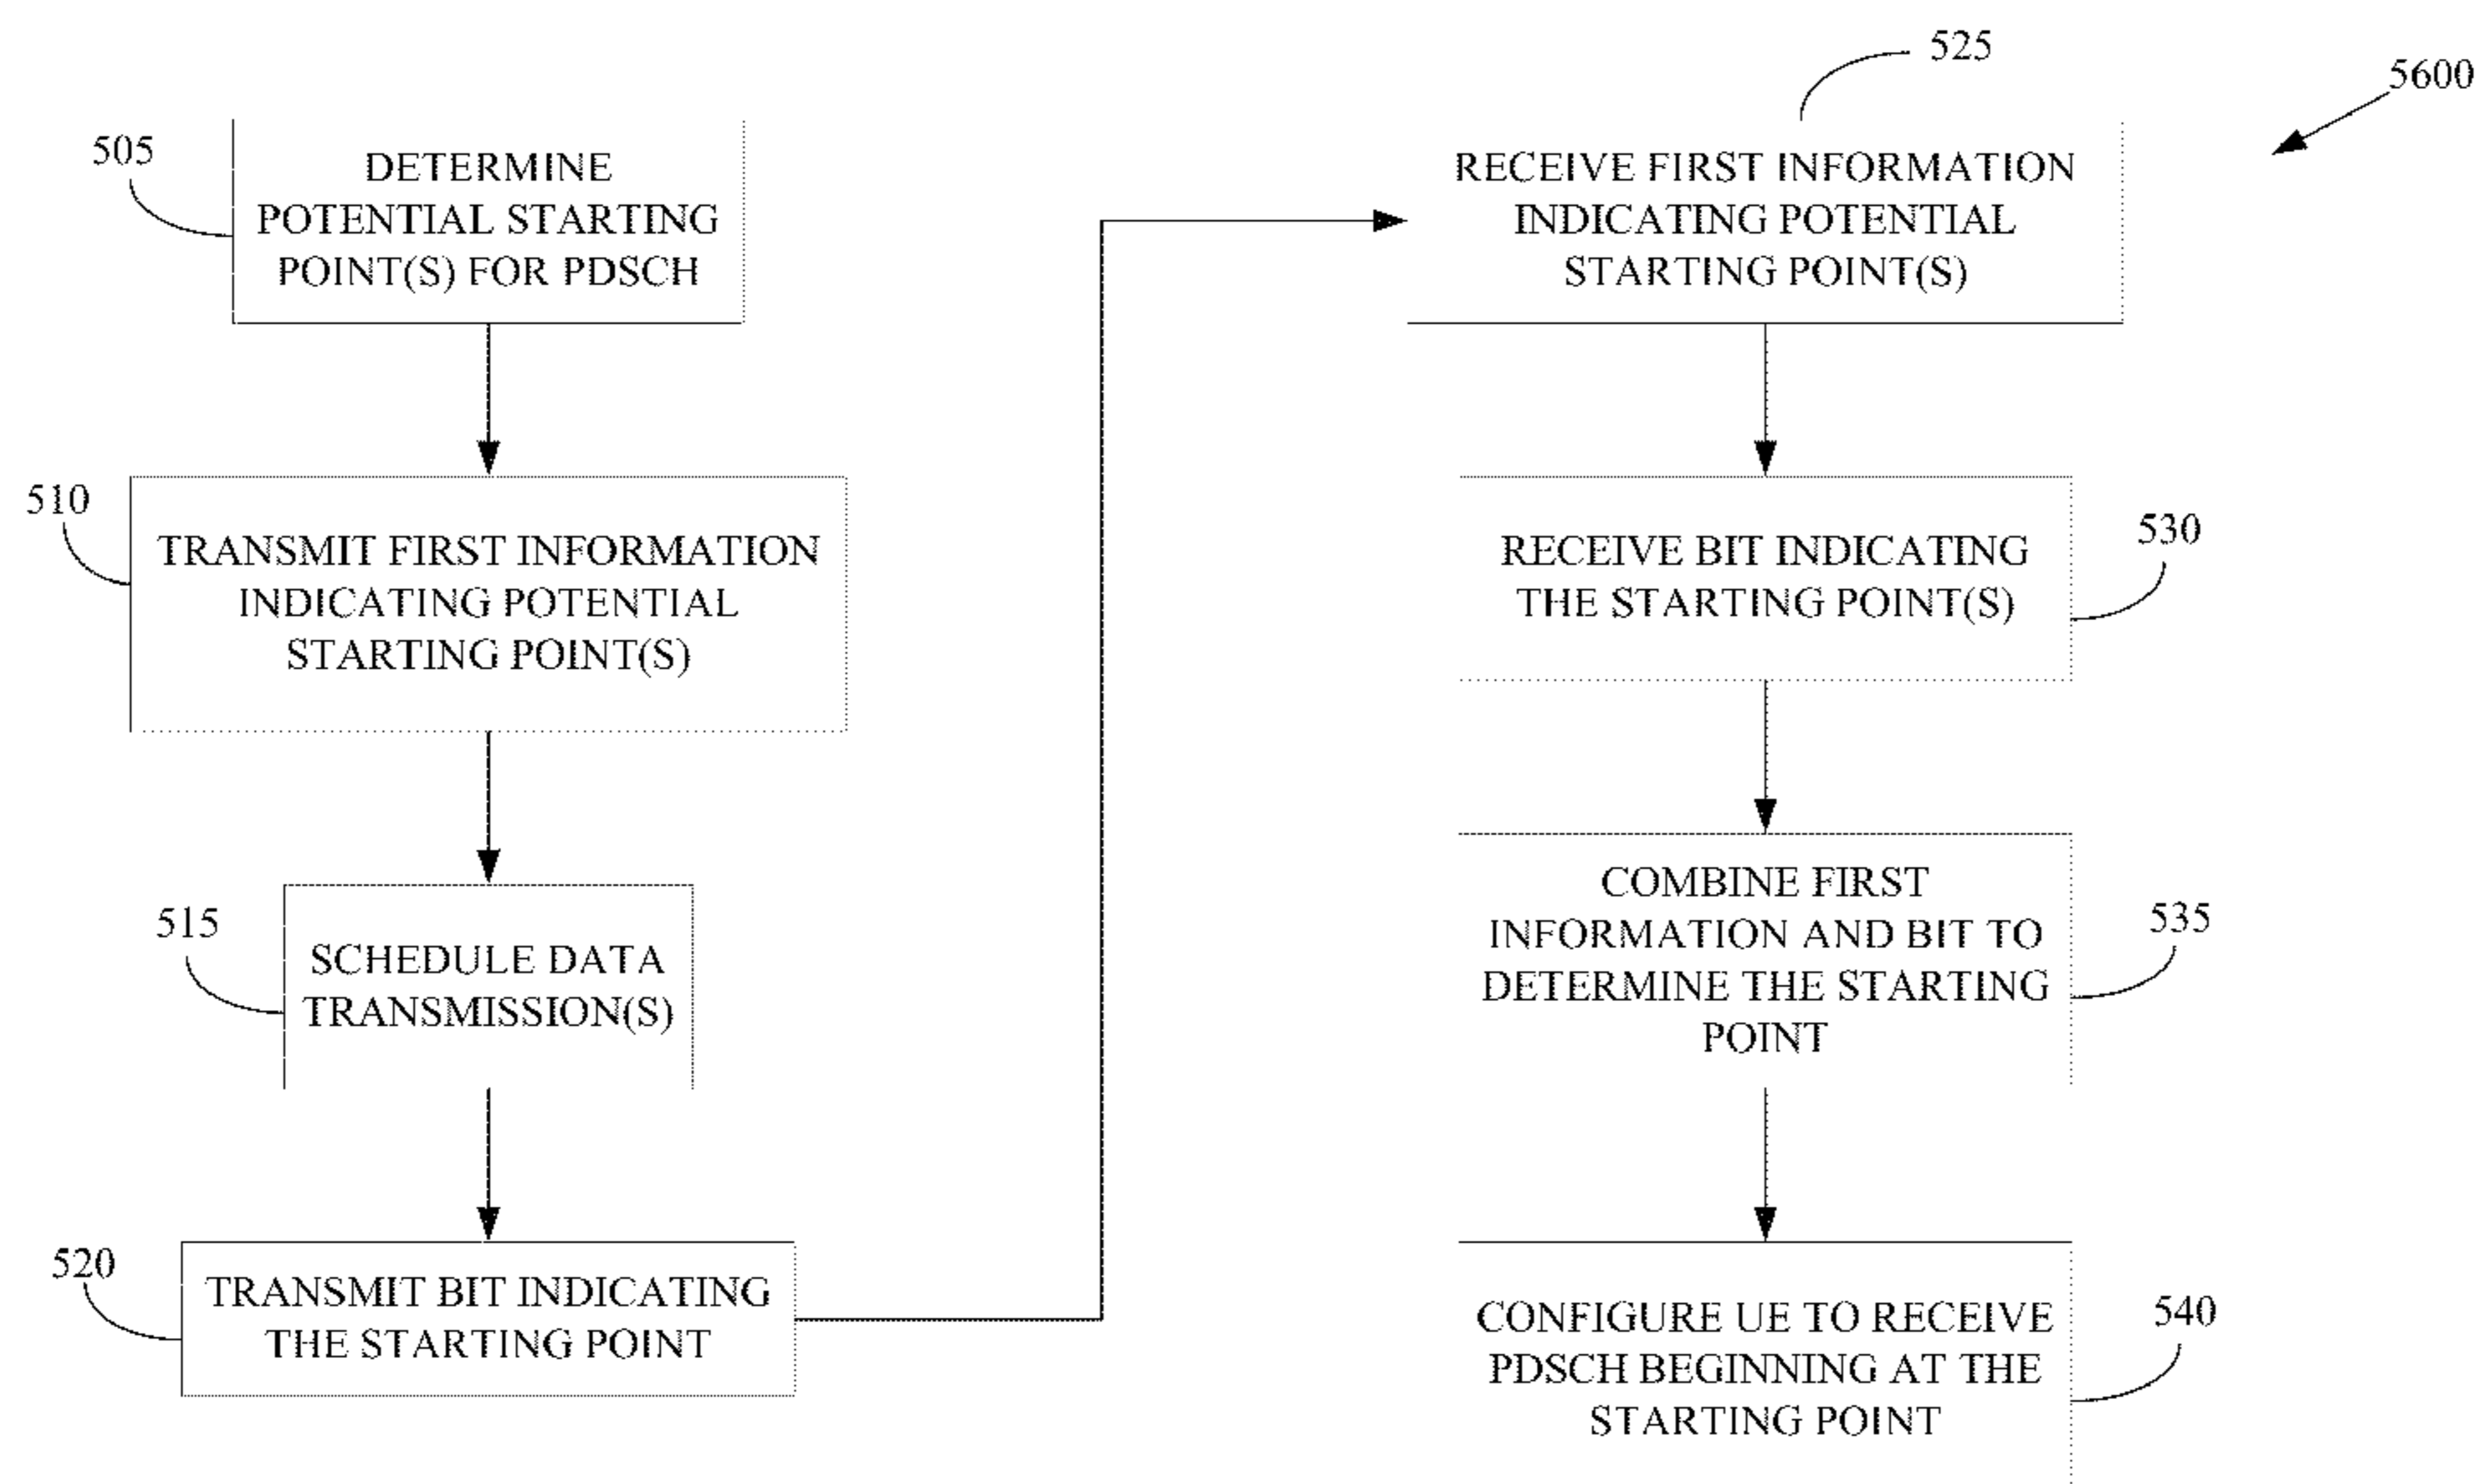 505
DETERMINE
POTENTIAL STARTING
POINT(S) FOR PDSCH
510
TRANSMIT FIRST INFORMATION
INDICATING POTENTIAL
STARTING POINT(S)
515
SCHEDULE DATA
TRANSMISSION(S)
520
TRANSMIT BIT INDICATING
THE STARTING POINT
525
5600
RECEIVE FIRST INFORMATION
INDICATING POTENTIAL
STARTING POINT(S)
RECEIVE BIT INDICATING
THE STARTING POINT(S)
530
COMBINE FIRST
INFORMATION AND BIT TO
DETERMINE THE STARTING
POINT
535
CONFIGURE UE TO RECEIVE
PDSCH BEGINNING AT THE
STARTING POINT
540